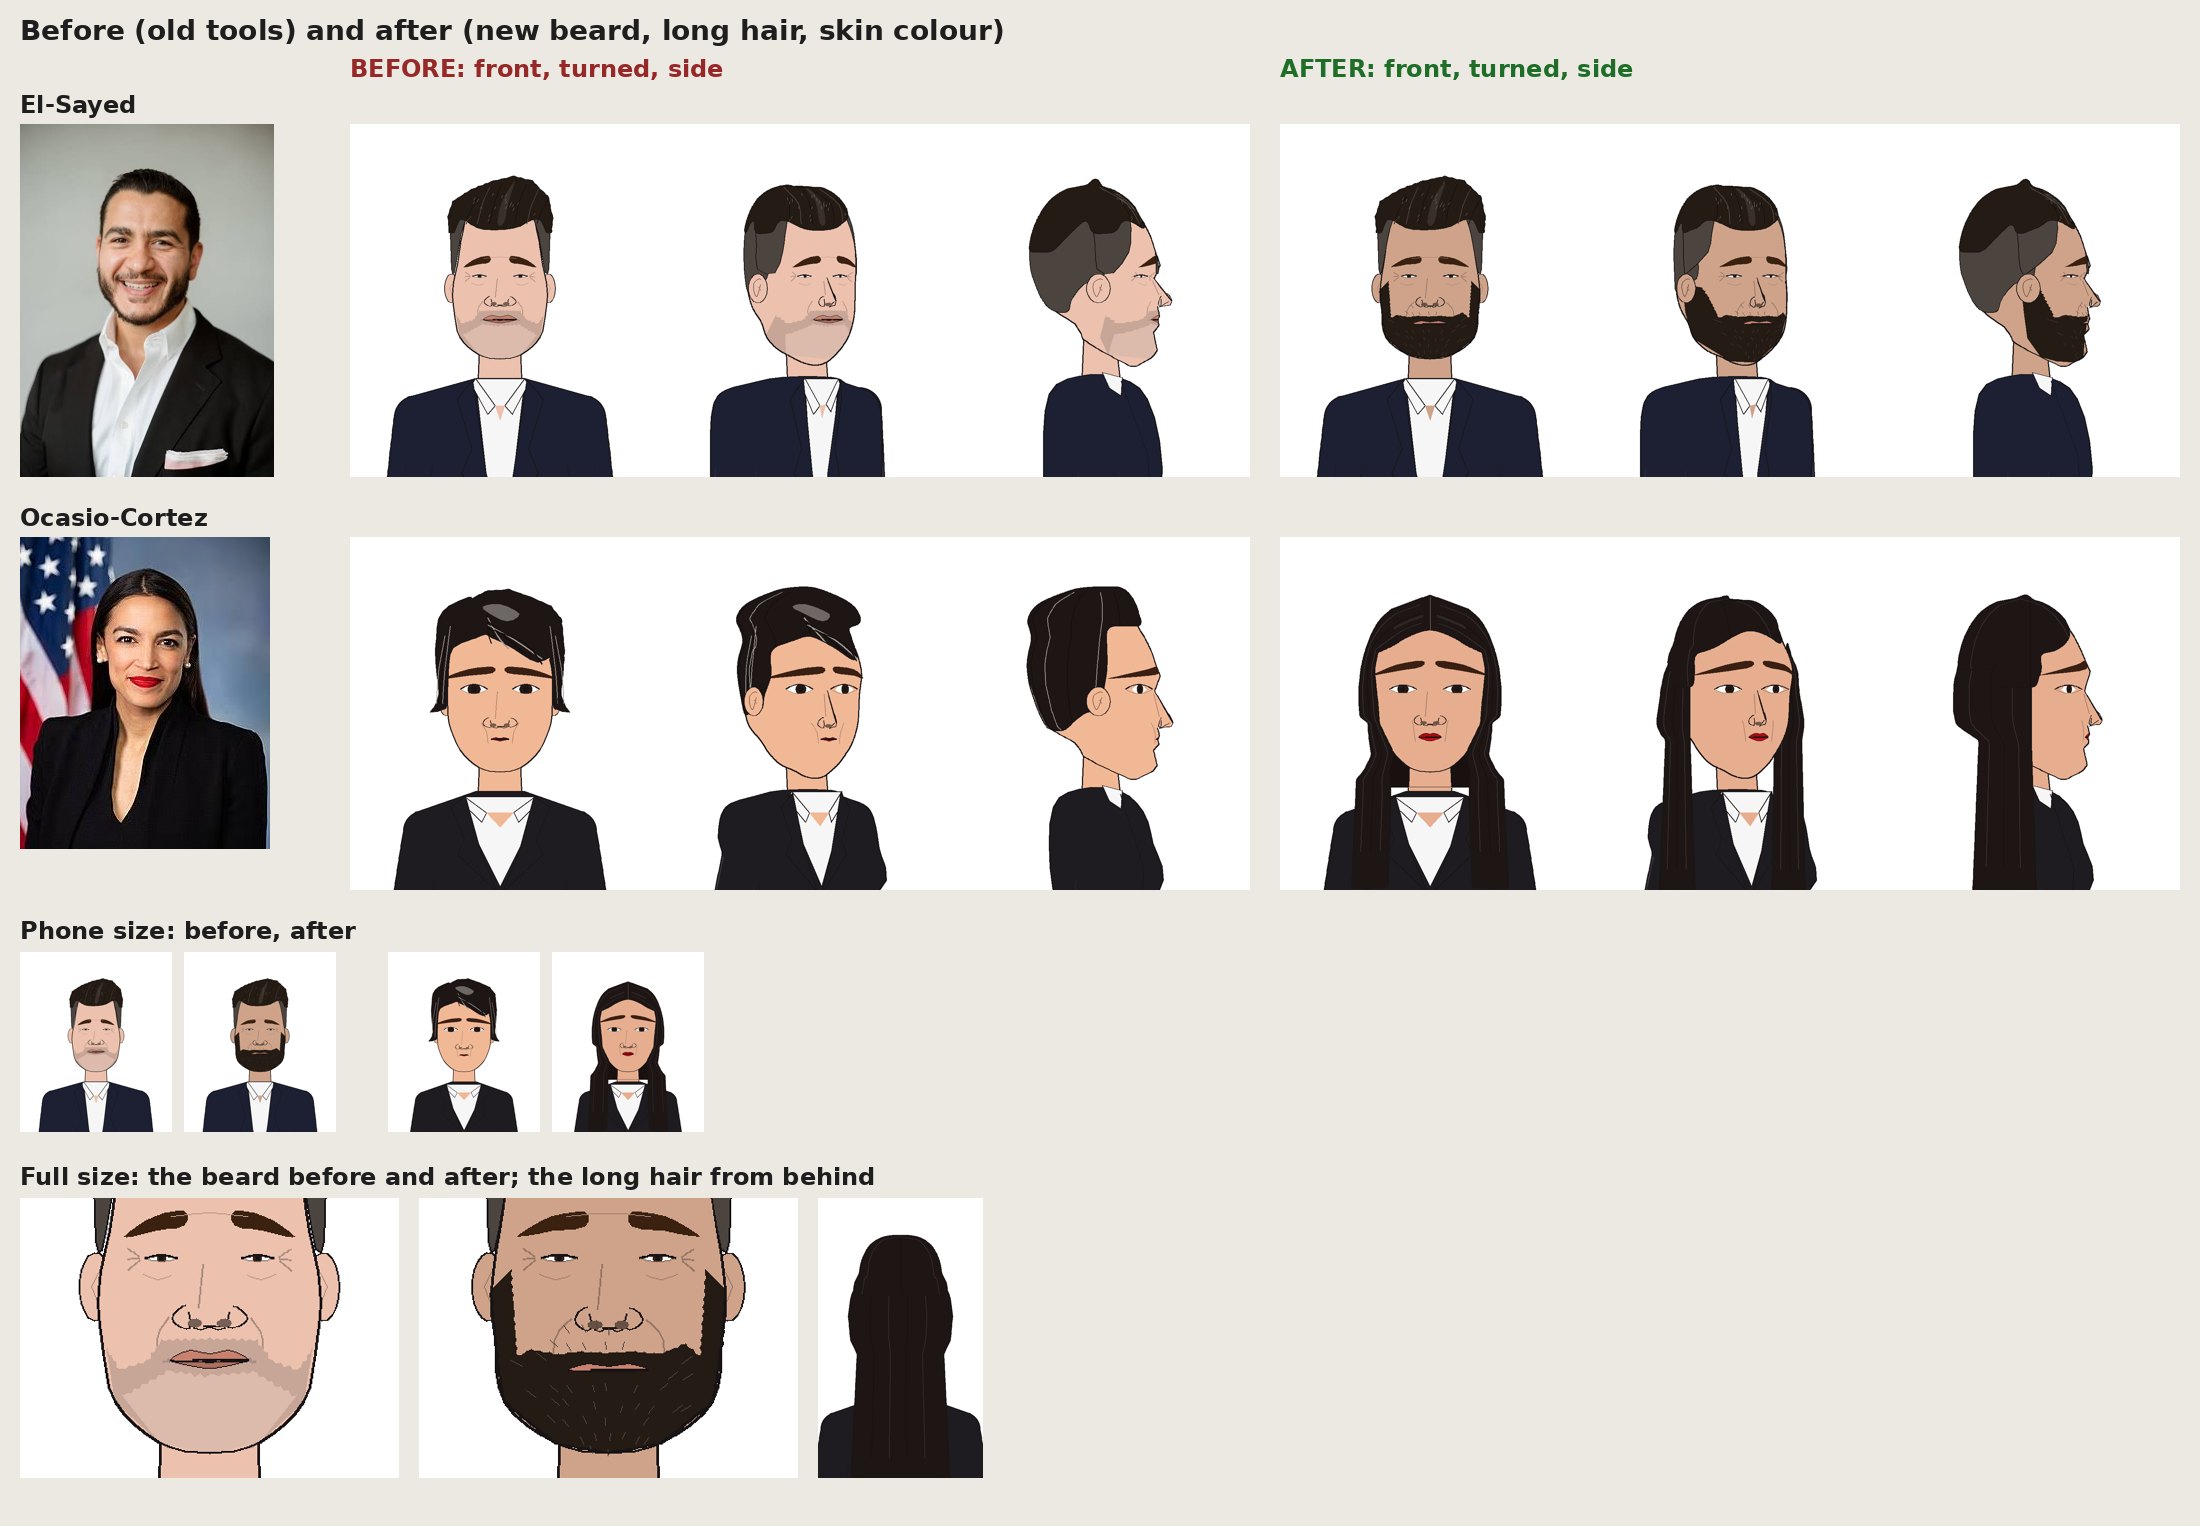 Before (old tools) and after (new beard, long hair, skin colour)
BEFORE: front, turned, side
AFTER: front, turned, side
El-Sayed
Ocasio-Cortez
Phone size: before, after
Full size: the beard before and after; the long hair from behind